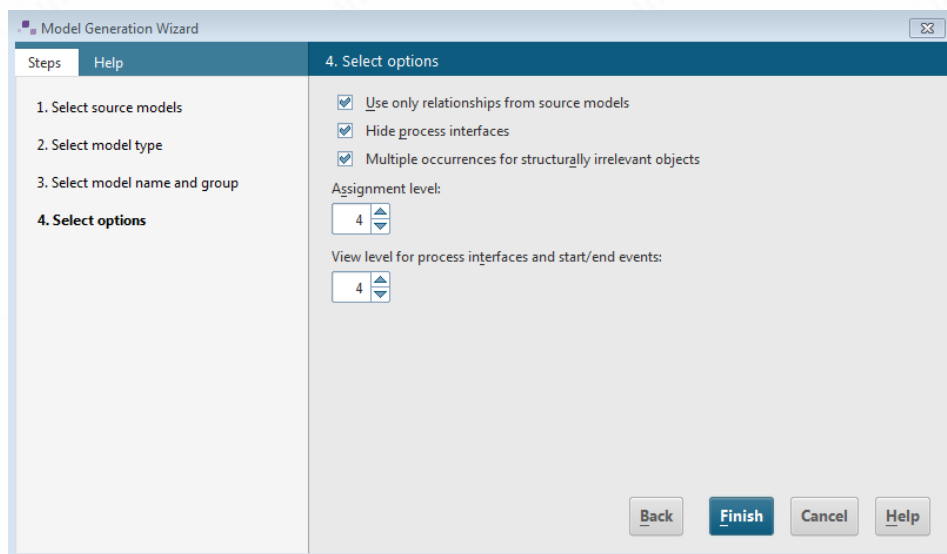 Model Generation Wizard
Steps
Help
1. Select source models
2. Select model type
3. Select model name and group
4. Select options
4. Select options
Use only relationships from source models
Hide process interfaces
Multiple occurrences for structurally irrelevant objects
Assignment level:
4
View level for process interfaces and start/end events:
4
Back
Finish
Cancel
Help